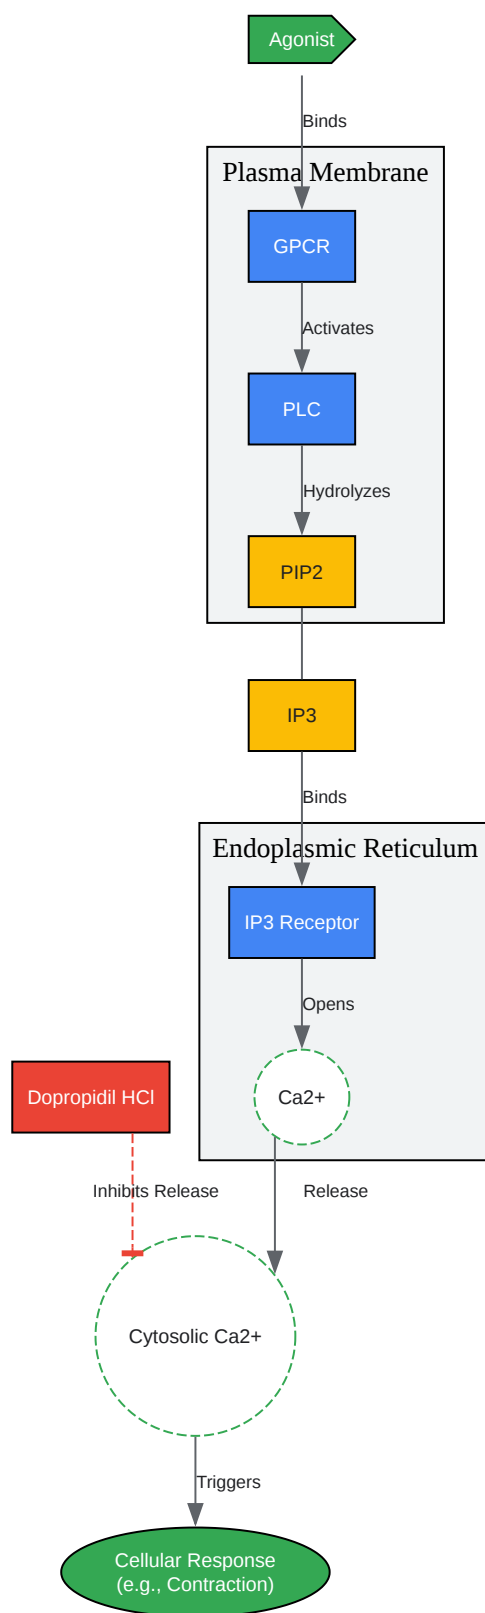 Agonist
Binds
Plasma Membrane
GPCR
Activates
PLC
Hydrolyzes
PIP2
IP3
Binds
Endoplasmic Reticulum
IP3 Receptor
Opens
Dopropidil HCl
Ca2+
Inhibits Release
Release
Cytosolic Ca2+
Triggers
Cellular Response
(e.g., Contraction)